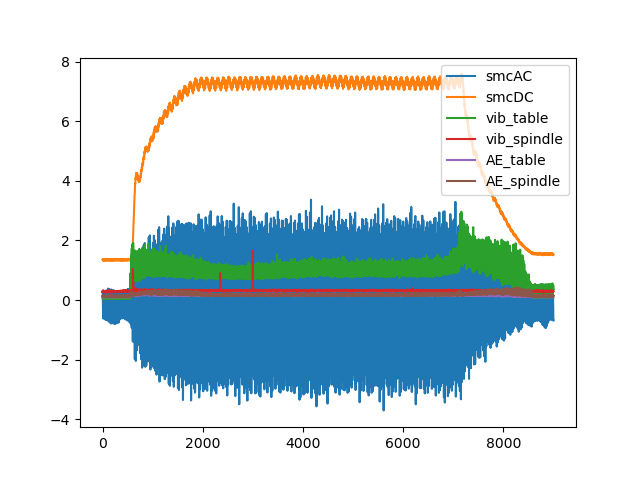 8
6
4
2
0
−2
−4
0
2000
4000
6000
8000
smcAC
smcDC
vib_table
vib_spindle
AE_table
AE_spindle